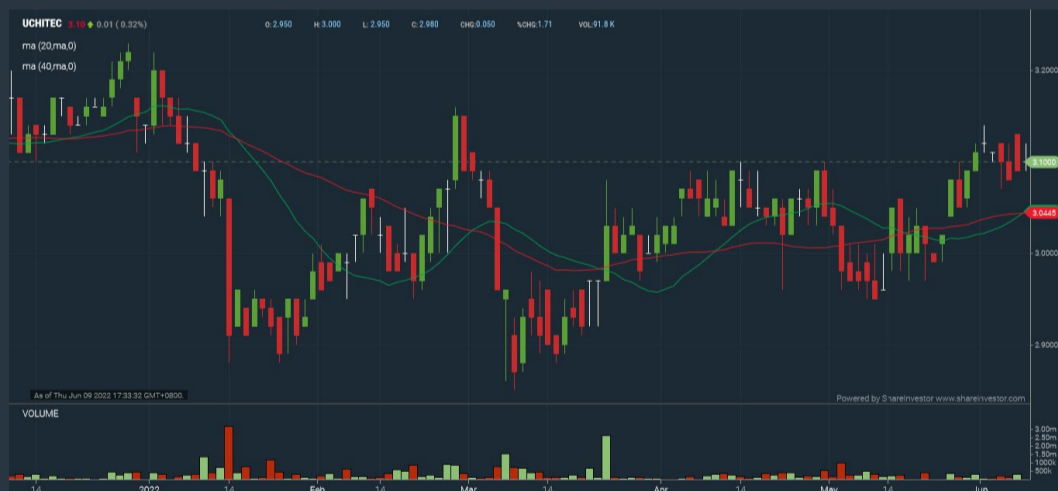 UCHITEC 3.10 0.01 ( 0.32%) O: 2.950 H: 3.000 L: 2.950 C: 2.980 CHG:0.050 %CHG:1.71 VOL:91.8 K
ma (20,ma,0)
ma (40,ma,0)
3.2000
3.1000
3.0445
3.0000
2.9000
As of Thu Jun 09 2022 17:33:32 GMT+0800.
Powered by ShareInvestor www.shareinvestor.com
VOLUME
3.00m
2.50m
2.00m
1.50m
1000k
500k
14 2022 14 Feb 14 Mar 14 Apr 14 May 14 Jun